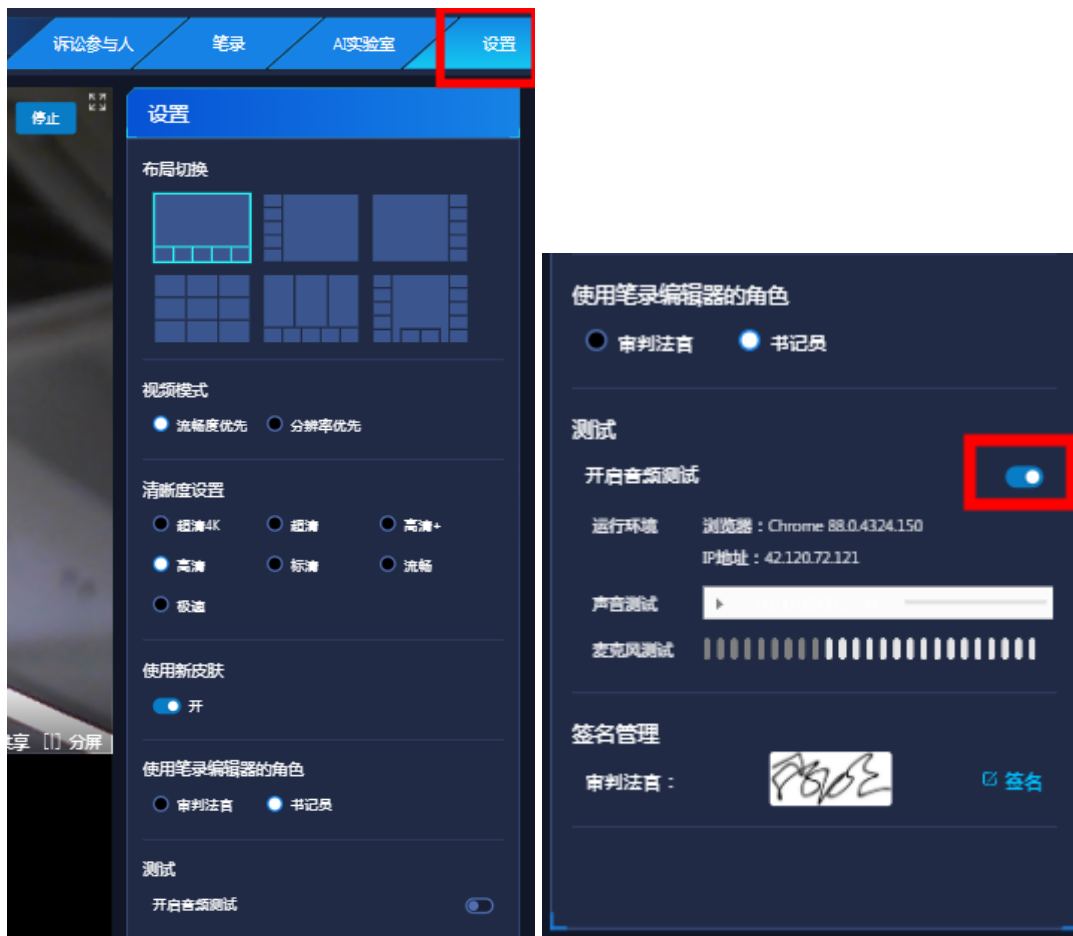 诉讼参与人 笔录 AI实验室 设置
停止
设置
布局切换
视频模式
流畅度优先 分辨率优先
清晰度设置
超清4K 超清 高清+
高清 标清 流畅
极速
使用新皮肤
开
享 分屏
使用笔录编辑器的角色
审判法官 书记员
测试
开启音频测试
使用笔录编辑器的角色
审判法官 书记员
测试
开启音频测试
运行环境 浏览器：Chrome 88.0.4324.150
IP地址：42.120.72.121
声音测试
麦克风测试
签名管理
审判法官： 签名